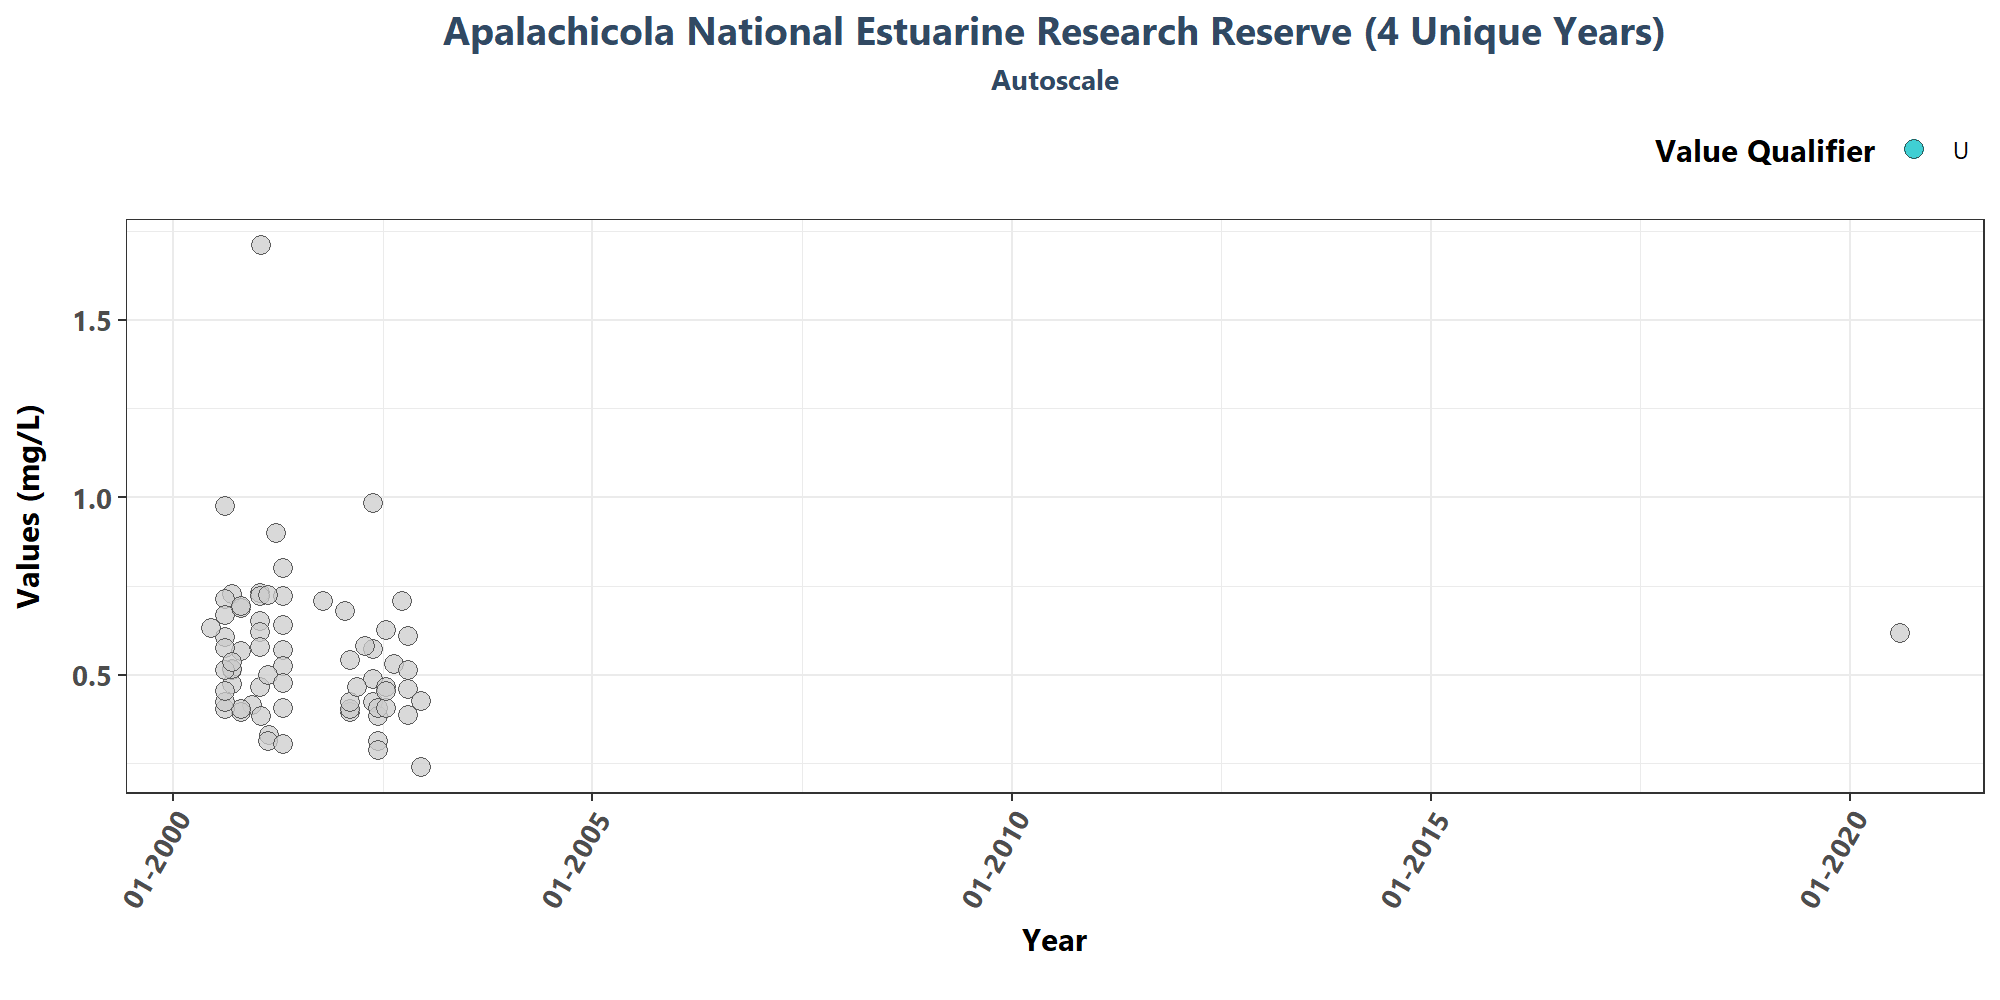 Apalachicola National Estuarine Research Reserve (4 Unique Years)
Autoscale
Value Qualifier U
Values (mg/L)
1.5
1.0
0.5
01-2000 01-2005 01-2010 01-2015 01-2020
Year